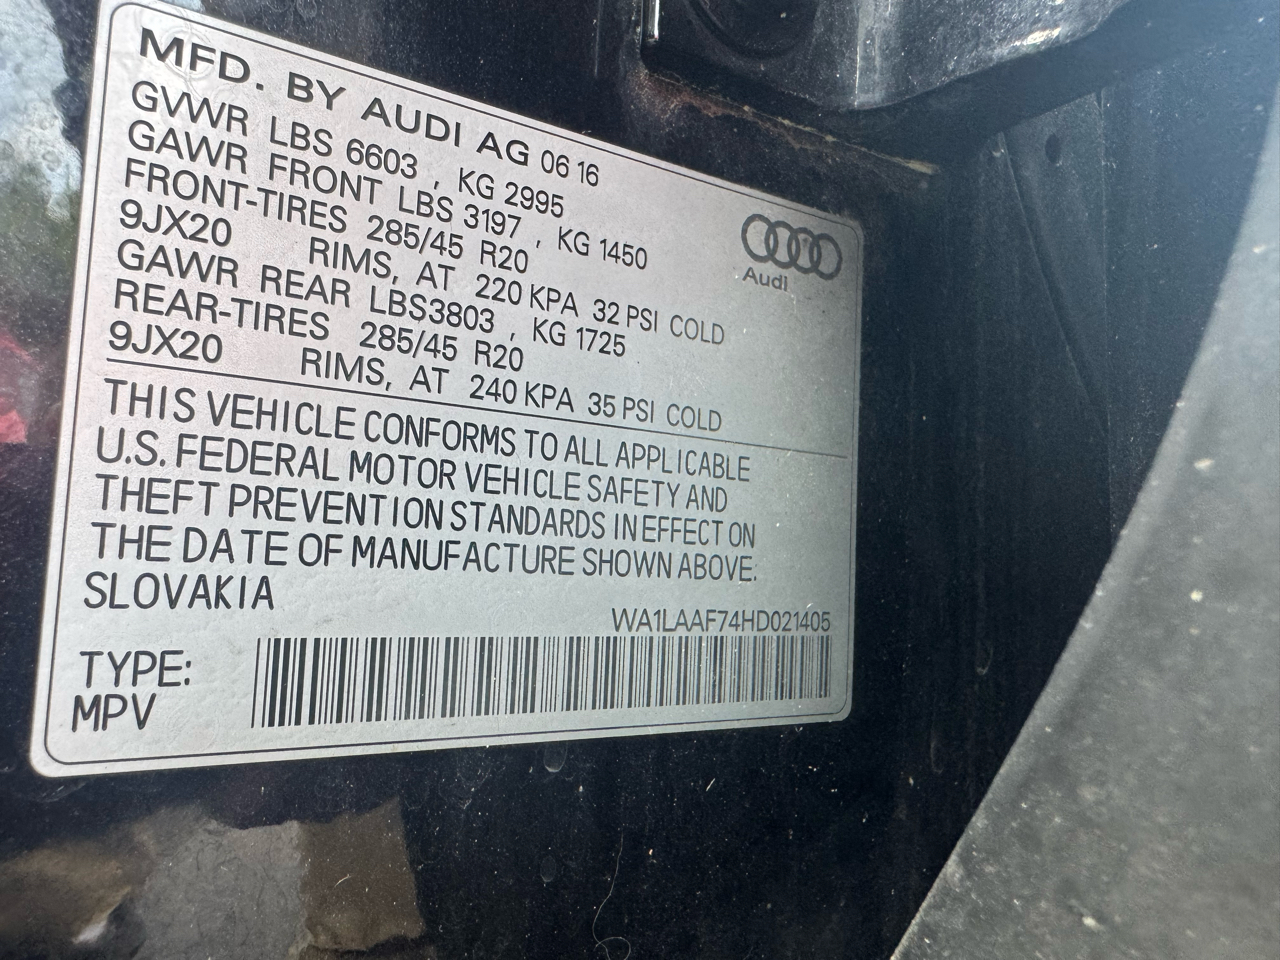 MFD. BY AUDI AG 06 16
GVWR LBS 6603 , KG 2995
GAWR FRONT LBS 3197 , KG 1450
FRONT-TIRES 285/45 R20
9JX20 RIMS, AT 220 KPA 32 PSI COLD
GAWR REAR LBS3803 , KG 1725
REAR-TIRES 285/45 R20
9JX20 RIMS, AT 240 KPA 35 PSI COLD
Audi
THIS VEHICLE CONFORMS TO ALL APPLICABLE
U.S. FEDERAL MOTOR VEHICLE SAFETY AND
THEFT PREVENTION STANDARDS IN EFFECT ON
THE DATE OF MANUFACTURE SHOWN ABOVE.
SLOVAKIA
WA1LAAF74HD021405
TYPE:
MPV